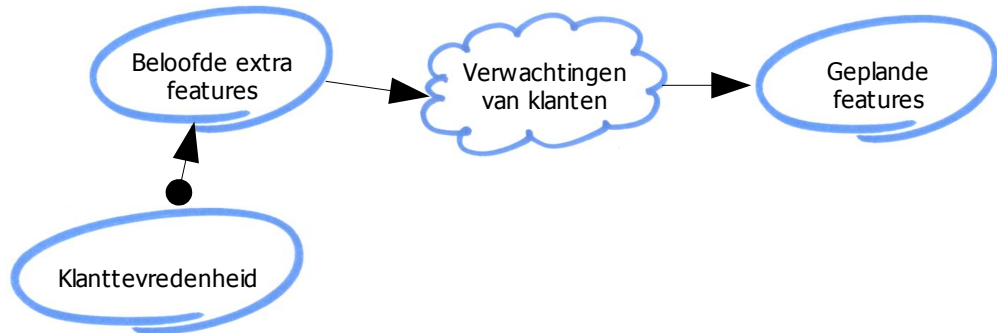 Beloofde extra
features
Verwachtingen
van klanten
Geplande
features
Klanttevredenheid